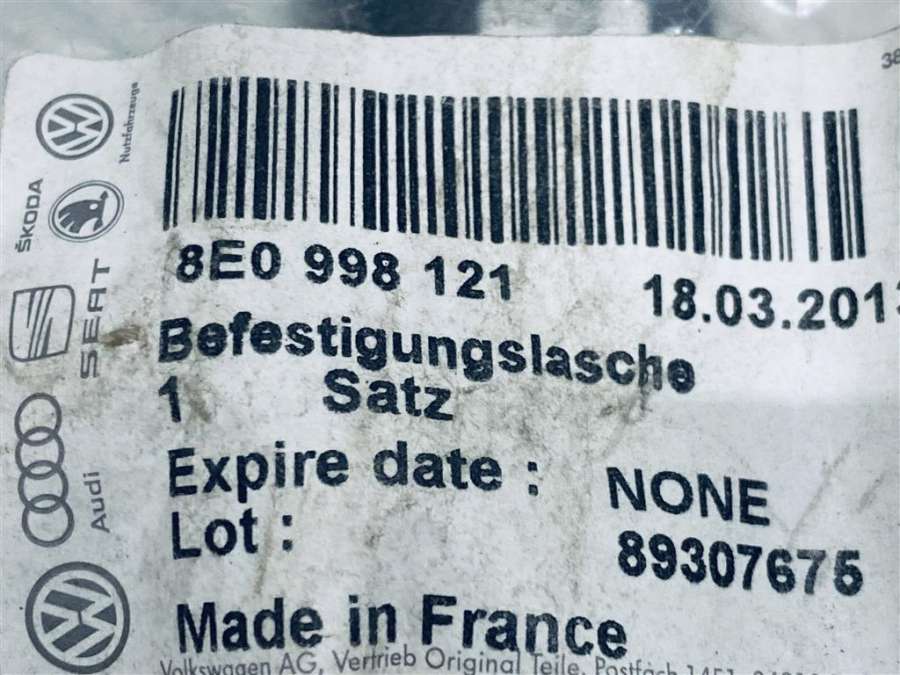 38
Nutzfahrzeuge
ŠKODA
SEAT
Audi
8E0 998 121 18.03.2013
Befestigungslasche
1 Satz
Expire date : NONE
Lot : 89307675
Made in France
Volkswagen AG, Vertrieb Original Teile, Postfach 1451,